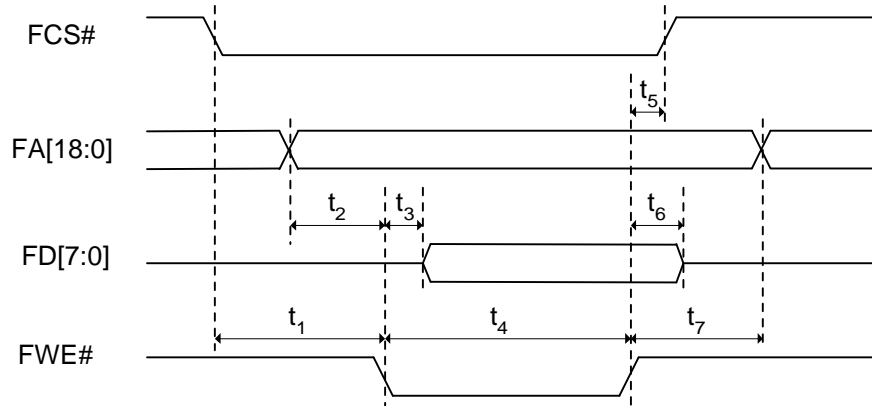 FCS#
t5
FA[18:0]
t2 t3 t6
FD[7:0]
t1 t4 t7
FWE#